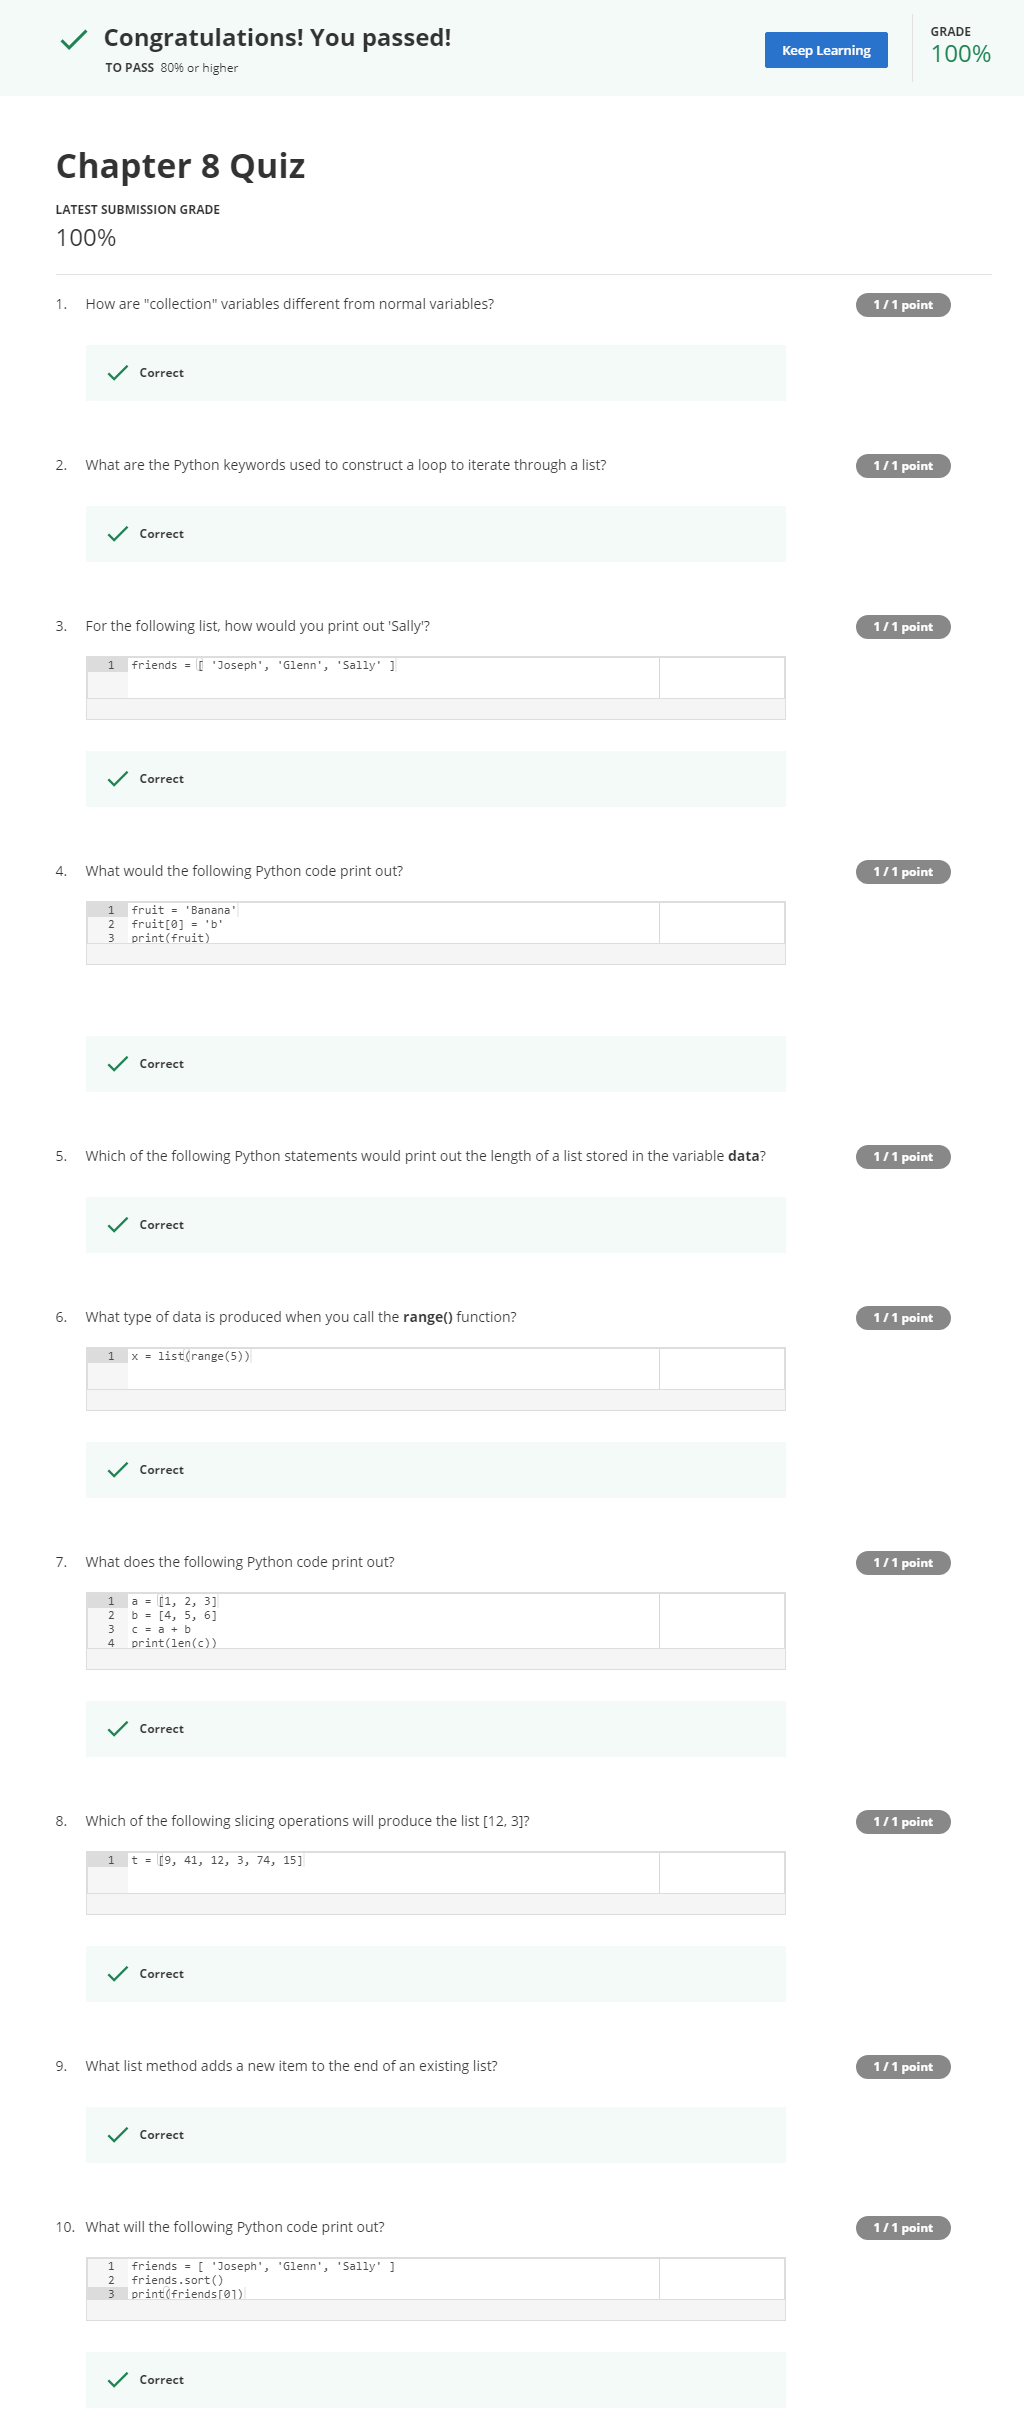 Congratulations! You passed!
TO PASS 80% or higher
Keep Learning
GRADE
100%
Chapter 8 Quiz
LATEST SUBMISSION GRADE
100%
1. How are "collection" variables different from normal variables?
1 / 1 point
Correct
2. What are the Python keywords used to construct a loop to iterate through a list?
1 / 1 point
Correct
3. For the following list, how would you print out 'Sally'?
1 / 1 point
1 friends = [ 'Joseph', 'Glenn', 'Sally' ]
Correct
4. What would the following Python code print out?
1 / 1 point
1 fruit = 'Banana'
2 fruit[0] = 'b'
3 print(fruit)
Correct
5. Which of the following Python statements would print out the length of a list stored in the variable data?
1 / 1 point
Correct
6. What type of data is produced when you call the range() function?
1 / 1 point
1 x = list(range(5))
Correct
7. What does the following Python code print out?
1 / 1 point
1 a = [1, 2, 3]
2 b = [4, 5, 6]
3 c = a + b
4 print(len(c))
Correct
8. Which of the following slicing operations will produce the list [12, 3]?
1 / 1 point
1 t = [9, 41, 12, 3, 74, 15]
Correct
9. What list method adds a new item to the end of an existing list?
1 / 1 point
Correct
10. What will the following Python code print out?
1 / 1 point
1 friends = [ 'Joseph', 'Glenn', 'Sally' ]
2 friends.sort()
3 print(friends[0])
Correct